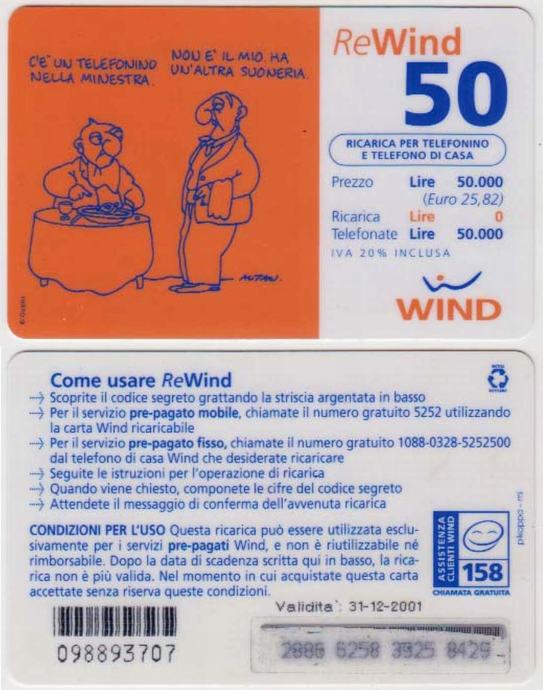 C'E' UN TELEFONINO
NELLA MINESTRA.
NON E' IL MIO. HA
UN'ALTRA SUONERIA.
ALTAN.
ReWind
50
RICARICA PER TELEFONINO
E TELEFONO DI CASA
Prezzo Lire 50.000
(Euro 25,82)
Ricarica Lire 0
Telefonate Lire 50.000
IVA 20% INCLUSA
WIND
Come usare ReWind
Scoprite il codice segreto grattando la striscia argentata in basso
Per il servizio pre-pagato mobile, chiamate il numero gratuito 5252 utilizzando
la carta Wind ricaricabile
Per il servizio pre-pagato fisso, chiamate il numero gratuito 1088-0328-5252500
dal telefono di casa Wind che desiderate ricaricare
Seguite le istruzioni per l'operazione di ricarica
Quando viene chiesto, componete le cifre del codice segreto
Attendete il messaggio di conferma dell'avvenuta ricarica
CONDIZIONI PER L'USO Questa ricarica può essere utilizzata esclu-
sivamente per i servizi pre-pagati Wind, e non è riutilizzabile né
rimborsabile. Dopo la data di scadenza scritta qui in basso, la rica-
rica non è più valida. Nel momento in cui acquistate questa carta
accettate senza riserva queste condizioni.
ASSISTENZA
CLIENTI WIND
158
CHIAMATA GRATUITA
pikappa - mi
Validita`: 31-12-2001
098893707
2886 6258 3925 8429